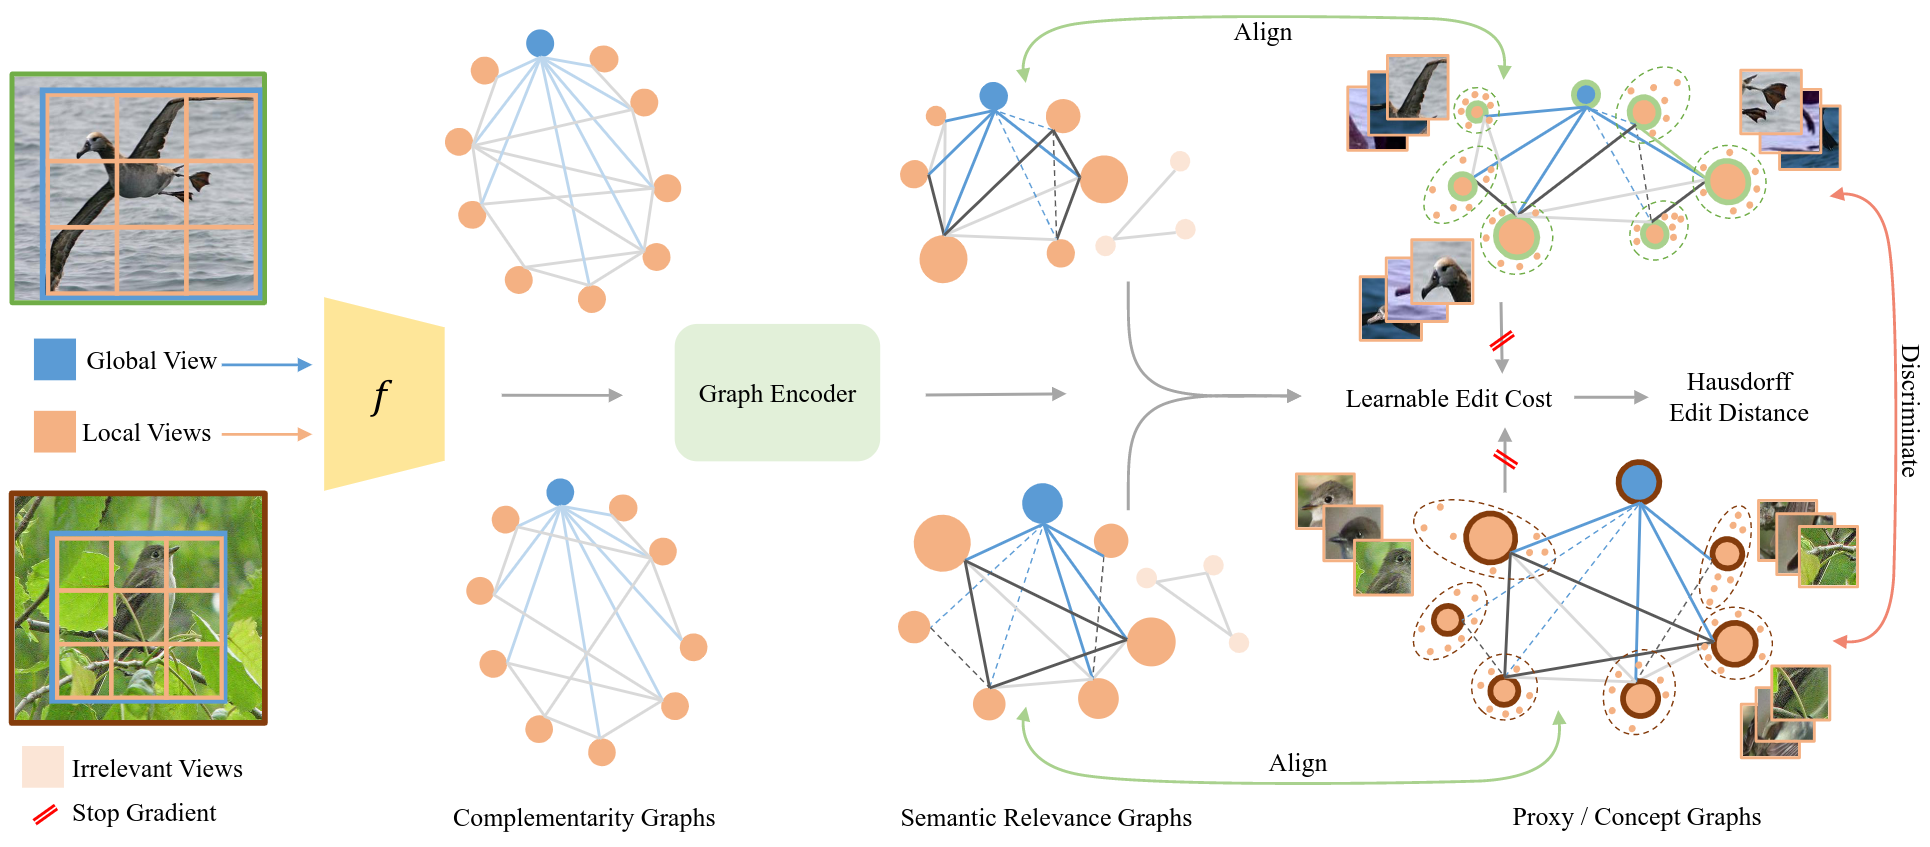 Align
Global View
Local Views
f
Graph Encoder
Learnable Edit Cost
Hausdorff
Edit Distance
Discriminate
Irrelevant Views
Stop Gradient
Align
Complementarity Graphs
Semantic Relevance Graphs
Proxy / Concept Graphs